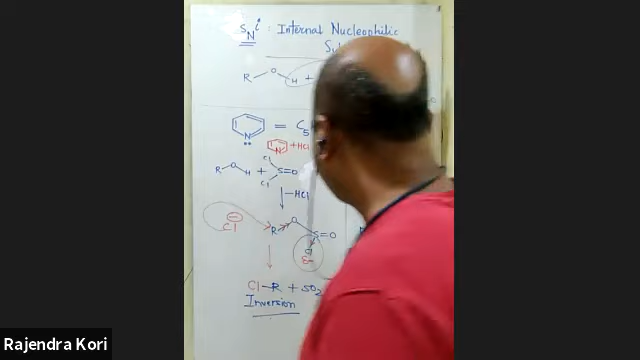 SNi : Internal Nucleophilic
R O H +
N = C5
N + HCl
R O H + Cl S=O
Cl
-HCl
Cl⊖ R O
S=O
Cl
Cl-R + SO2
Inversion
Rajendra Kori